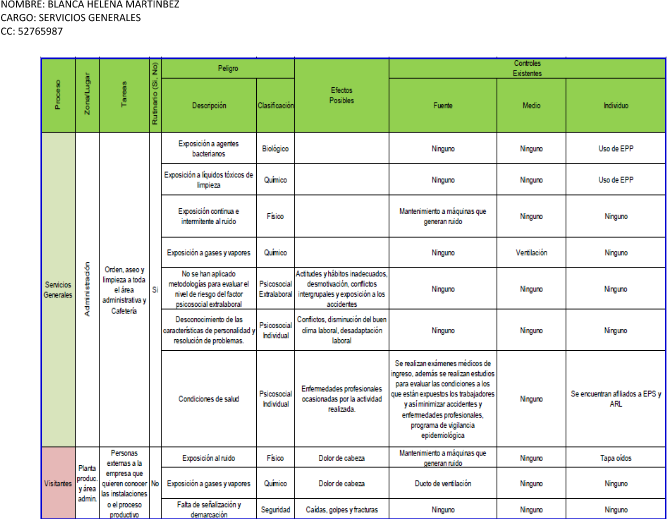 NOMBRE: BLANCA HELENA MARTINBEZ
CARGO: SERVICIOS GENERALES
CC: 52765987
Proceso
Zona/Lugar
Tareas
Rutinario (Si, No)
Peligro
Descripción
Clasificación
Efectos
Posibles
Controles
Existentes
Fuente
Medio
Individuo
Servicios
Generales
Administración
Orden, aseo y
limpieza a toda
el área
administrativa y
Cafetería
Si
Exposición a agentes
bacterianos
Biológico
Ninguno
Ninguno
Uso de EPP
Exposición a líquidos tóxicos de
limpieza
Químico
Ninguno
Ninguno
Uso de EPP
Exposición continua e
intermitente al ruido
Físico
Mantenimiento a máquinas que
generan ruido
Ninguno
Ninguno
Exposición a gases y vapores
Químico
Ninguno
Ventilación
Ninguno
No se han aplicado
metodologías para evaluar el
nivel de riesgo del factor
psicosocial extralaboral
Psicosocial
Extralaboral
Actitudes y hábitos inadecuados,
desmotivación, conflictos
intergrupales y exposición a los
accidentes
Ninguno
Ninguno
Ninguno
Desconocimiento de las
características de personalidad y
resolución de problemas.
Psicosocial
Individual
Conflictos, disminución del buen
clima laboral, desadaptación
laboral
Ninguno
Ninguno
Ninguno
Condiciones de salud
Psicosocial
Individual
Enfermedades profesionales
ocasionadas por la actividad
realizada.
Se realizan exámenes médicos de
ingreso, además se realizan estudios
para evaluar las condiciones a los
que están expuestos los trabajadores
y así minimizar accidentes y
enfermedades profesionales,
programa de vigilancia
epidemiológica
Ninguno
Se encuentran afiliados a EPS y
ARL
Visitantes
Planta
produc.
y área
admin.
Personas
externas a la
empresa que
quieren conocer
las instalaciones
o el proceso
productivo
No
Exposición al ruido
Físico
Dolor de cabeza
Mantenimiento a máquinas que
generan ruido
Ninguno
Tapa oídos
Exposición a gases y vapores
Químico
Dolor de cabeza
Ducto de ventilación
Ninguno
Ninguno
Falta de señalización y
demarcación
Seguridad
Caídas, golpes y fracturas
Ninguno
Ninguno
Ninguno